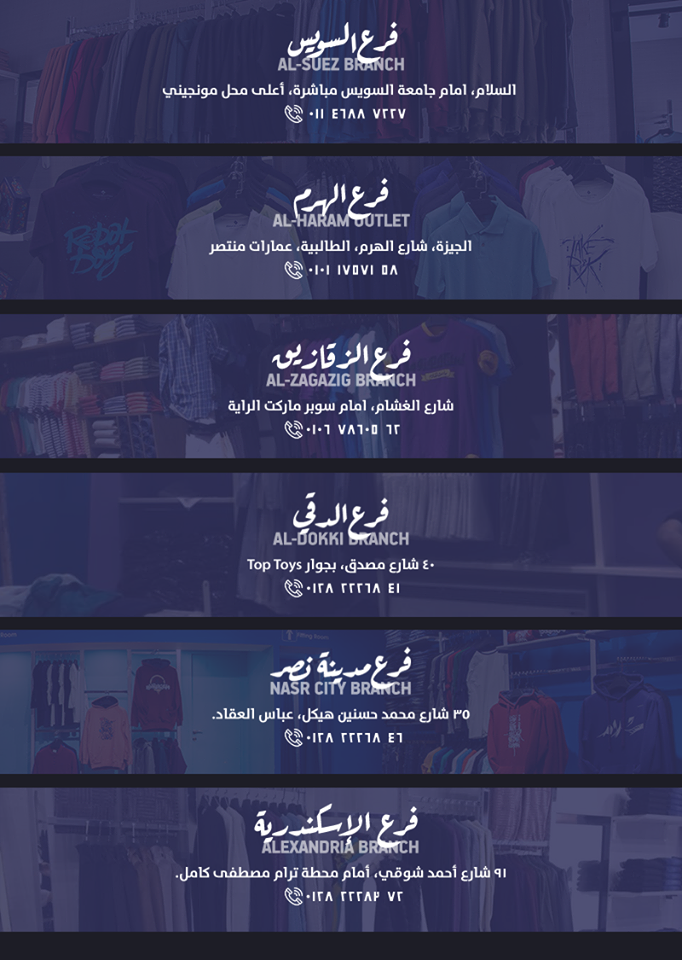 فرع السويس
AL-SUEZ BRANCH
السلام، امام جامعة السويس مباشرة، أعلى محل مونجيني
٠١١ ٤٦٨٨ ٧٢٢٧
فرع الهرم
AL-HARAM OUTLET
الجيزة، شارع الهرم، الطالبية، عمارات منتصر
٠١٠١ ١٧٥٧١ ٥٨
فرع الزقازيق
AL-ZAGAZIG BRANCH
شارع الغشام، امام سوبر ماركت الراية
٠١٠٦ ٧٨٦٠٥ ٦٢
فرع الدقي
AL-DOKKI BRANCH
٤٠ شارع مصدق، بجوار Top Toys
٠١٢٨ ٢٢٢٦٨ ٤١
فرع مدينة نصر
NASR CITY BRANCH
٣٥ شارع محمد حسنين هيكل، عباس العقاد.
٠١٢٨ ٢٢٢٦٨ ٤٦
فرع الإسكندرية
ALEXANDRIA BRANCH
٩١ شارع أحمد شوقي، أمام محطة ترام مصطفى كامل.